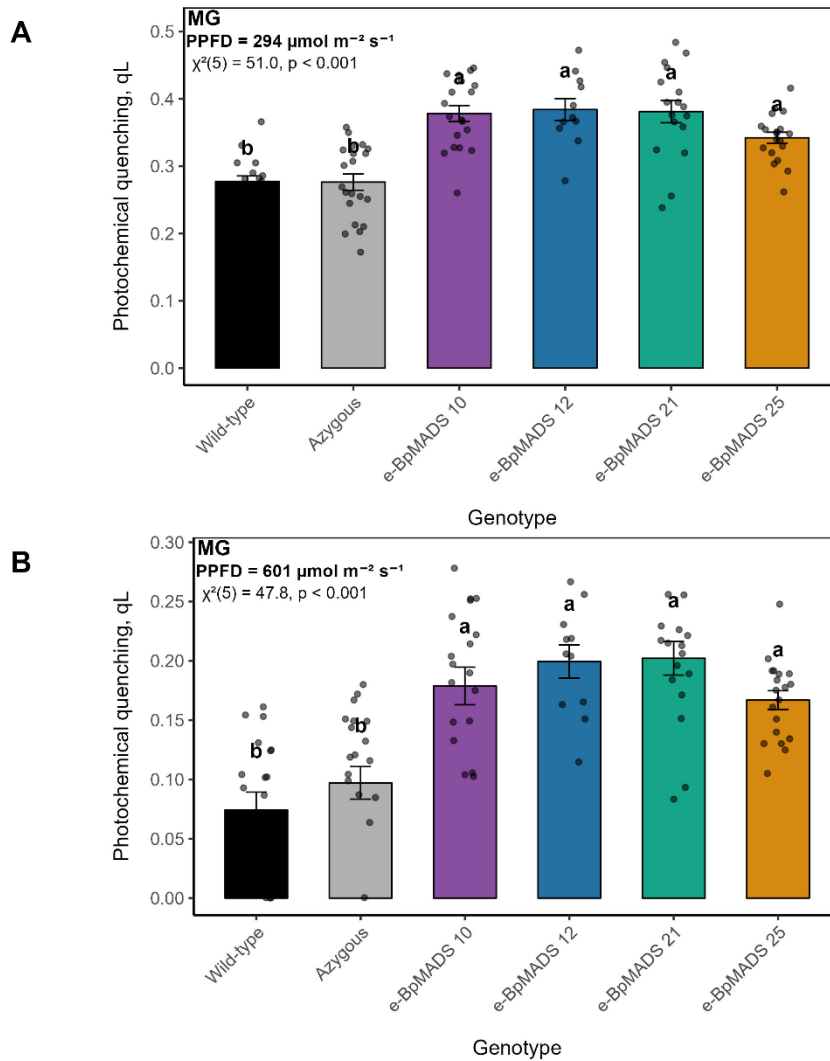 A
MG
PPFD = 294 µmol m⁻² s⁻¹
χ²(5) = 51.0, p < 0.001
Photochemical quenching, qL
0.5
0.4
0.3
0.2
0.1
0.0
b
b
a
a
a
a
Wild-type
Azygous
e-BpMADS 10
e-BpMADS 12
e-BpMADS 21
e-BpMADS 25
Genotype
B
MG
PPFD = 601 µmol m⁻² s⁻¹
χ²(5) = 47.8, p < 0.001
Photochemical quenching, qL
0.30
0.25
0.20
0.15
0.10
0.05
0.00
b
b
a
a
a
a
Wild-type
Azygous
e-BpMADS 10
e-BpMADS 12
e-BpMADS 21
e-BpMADS 25
Genotype